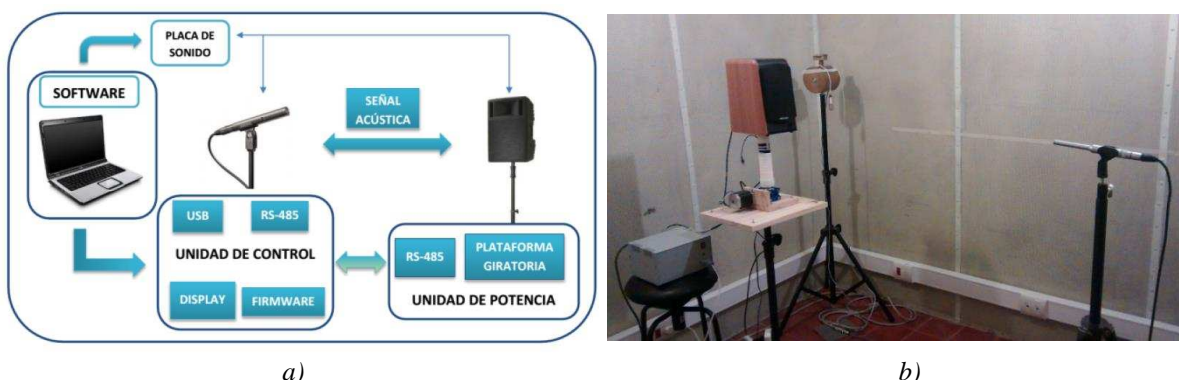 PLACA DE
SONIDO
SOFTWARE
SEÑAL
ACÚSTICA
USB
RS-485
UNIDAD DE CONTROL
DISPLAY
FIRMWARE
RS-485
PLATAFORMA
GIRATORIA
UNIDAD DE POTENCIA
a)
b)